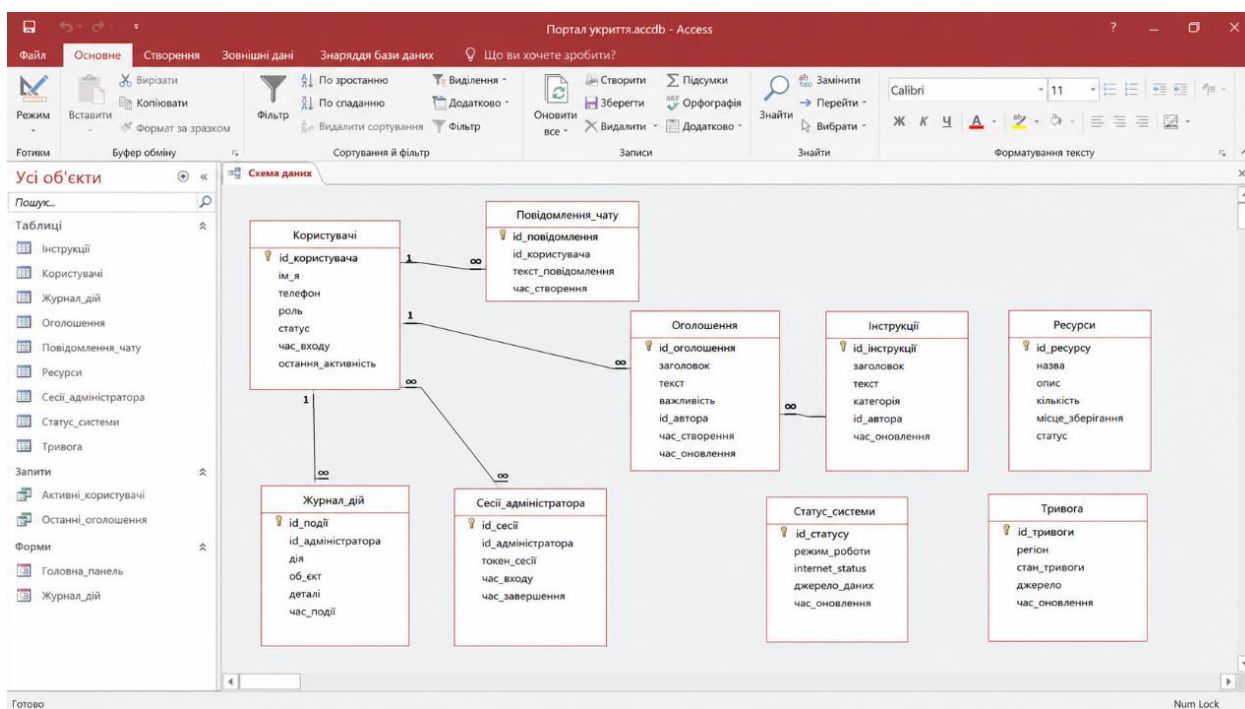 Портал укриття.accdb - Access
?
Файл Основне Створення Зовнішні дані Знаряддя бази даних Що ви хочете зробити?
Режим
Вставити
Вирізати
Копіювати
Формат за зразком
Фільтр
По зростанню
По спаданню
Видалити сортування
Виділення
Додатково
Фільтр
Оновити
все
Створити
Зберегти
Видалити
Підсумки
Орфографія
Додатково
Знайти
Замінити
Перейти
Вибрати
Calibri 11
Ж К Ч А
Готикм Буфер обміну Сортування й фільтр Записи Знайти Форматування тексту
Усі об'єкти
Пошук...
Таблиці
Інструкції
Користувачі
Журнал_дій
Оголошення
Повідомлення_чату
Ресурси
Сесії_адміністратора
Статус_системи
Тривога
Запити
Активні_користувачі
Останні_оголошення
Форми
Головна_панель
Журнал_дій
Схема даних
Користувачі
id_користувача
ім_я
телефон
роль
статус
час_входу
остання_активність
1 ∞
1 ∞
∞ ∞
1 ∞
Повідомлення_чату
id_повідомлення
id_користувача
текст_повідомлення
час_створення
Оголошення
id_оголошення
заголовок
текст
важливість
id_автора
час_створення
час_оновлення
∞
Інструкції
id_інструкції
заголовок
текст
категорія
id_автора
час_оновлення
Ресурси
id_ресурсу
назва
опис
кількість
місце_зберігання
статус
Журнал_дій
id_події
id_адміністратора
дія
об_єкт
деталі
час_події
Сесії_адміністратора
id_сесії
id_адміністратора
токен_сесії
час_входу
час_завершення
Статус_системи
id_статусу
режим_роботи
internet_status
джерело_даних
час_оновлення
Тривога
id_тривоги
регіон
стан_тривоги
джерело
час_оновлення
Готово Num Lock